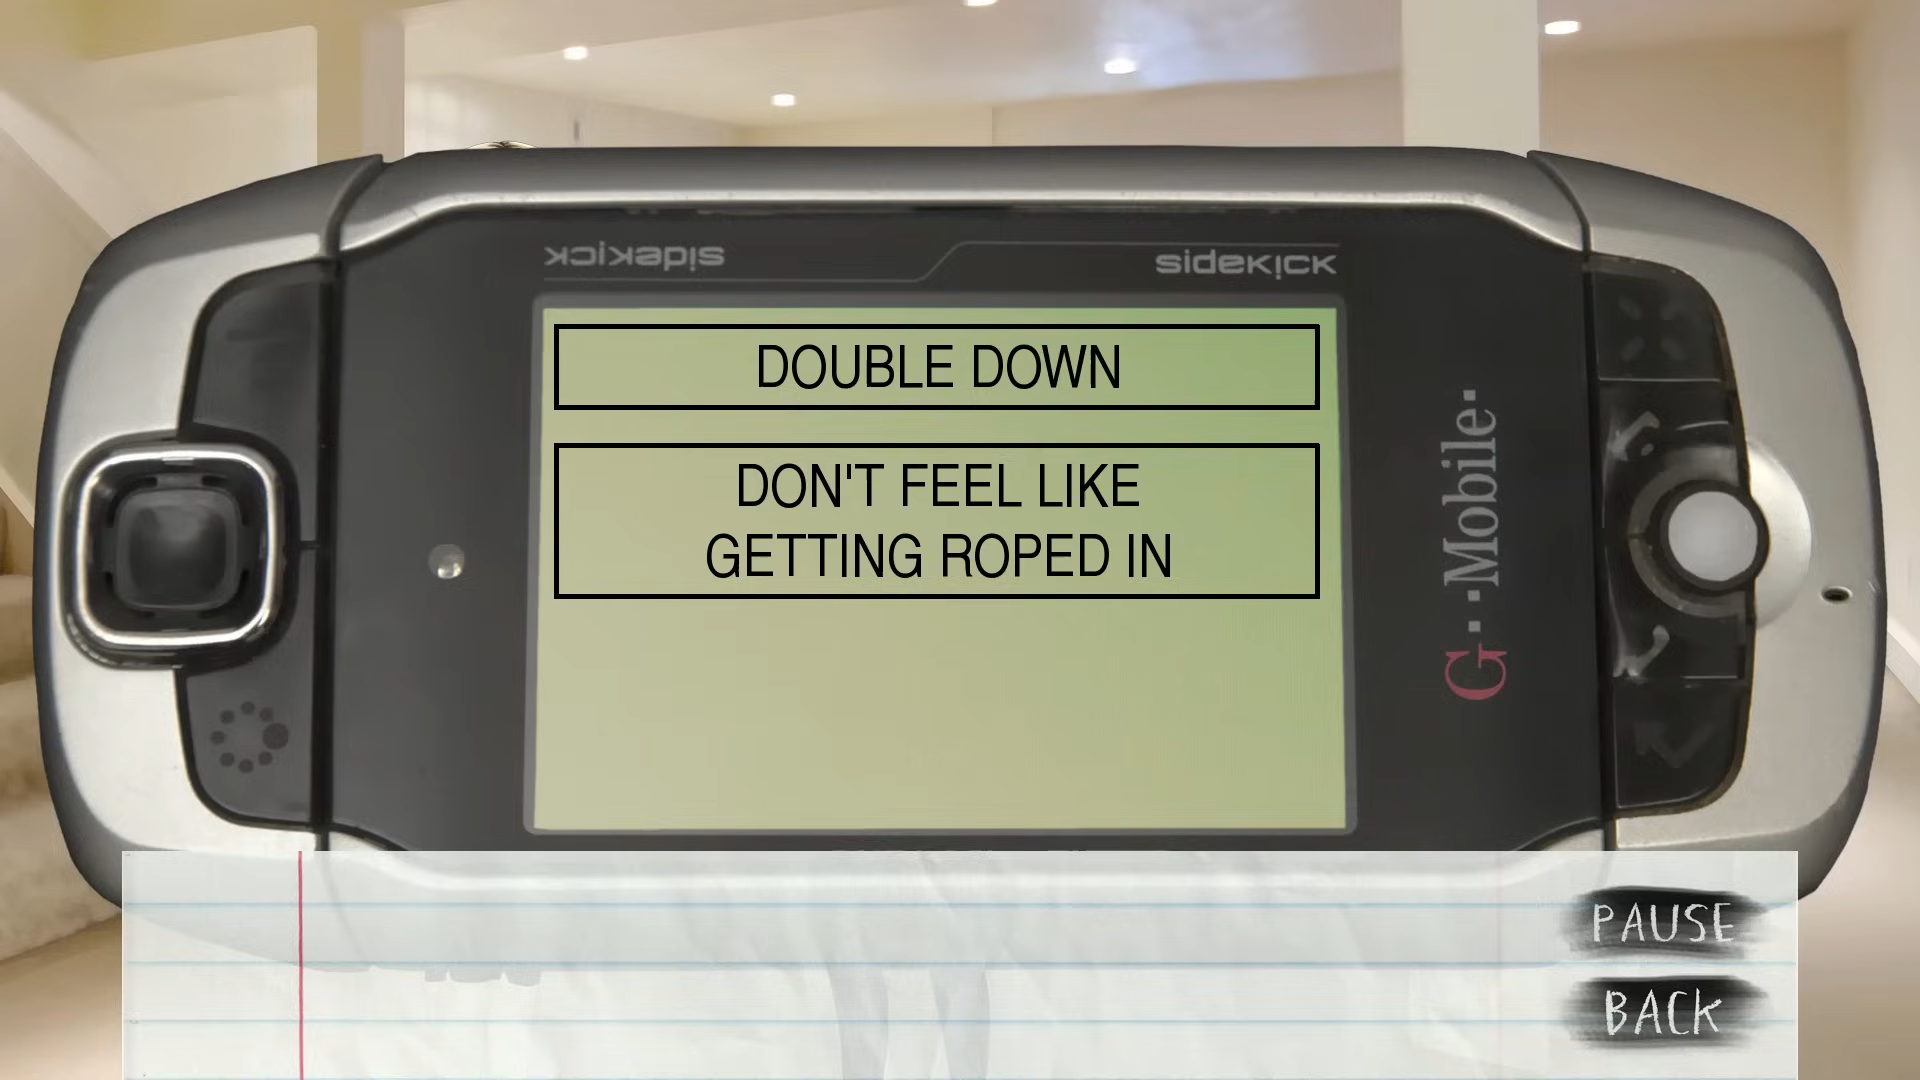 sidekick
sidekick
DOUBLE DOWN
DON'T FEEL LIKE
GETTING ROPED IN
G··Mobile·
PAUSE
BACK